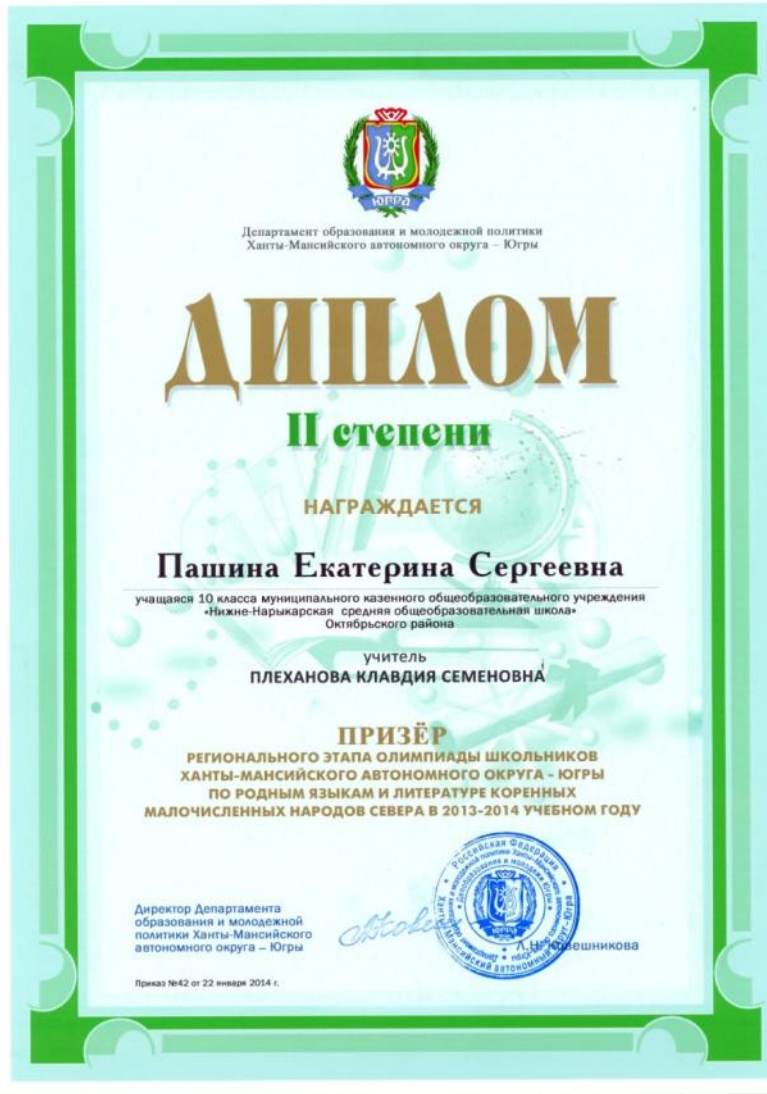 ЮГРА
Департамент образования и молодежной политики
Ханты-Мансийского автономного округа – Югры
ДИПЛОМ
II степени
НАГРАЖДАЕТСЯ
Пашина Екатерина Сергеевна
учащаяся 10 класса муниципального казенного общеобразовательного учреждения
«Нижне-Нарыкарская средняя общеобразовательная школа»
Октябрьского района
учитель
ПЛЕХАНОВА КЛАВДИЯ СЕМЕНОВНА
ПРИЗЁР
РЕГИОНАЛЬНОГО ЭТАПА ОЛИМПИАДЫ ШКОЛЬНИКОВ
ХАНТЫ-МАНСИЙСКОГО АВТОНОМНОГО ОКРУГА - ЮГРЫ
ПО РОДНЫМ ЯЗЫКАМ И ЛИТЕРАТУРЕ КОРЕННЫХ
МАЛОЧИСЛЕННЫХ НАРОДОВ СЕВЕРА В 2013-2014 УЧЕБНОМ ГОДУ
Российская Федерация
Директор Департамента
образования и молодежной
политики Ханты-Мансийского
автономного округа – Югры
Приказ №42 от 22 января 2014 г.